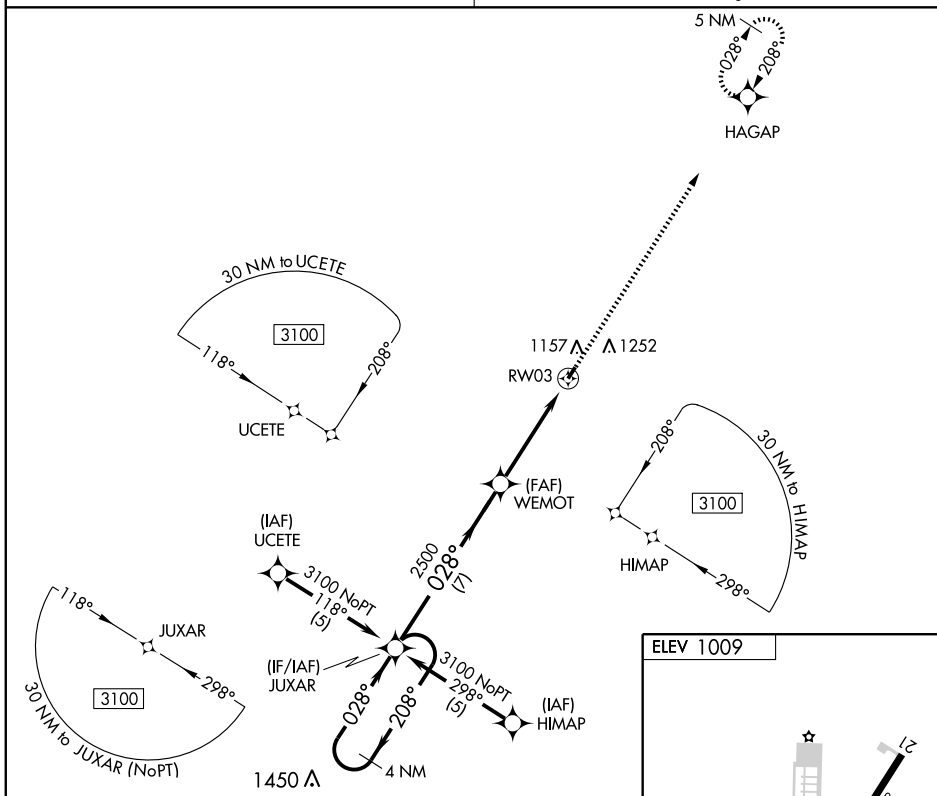 5 NM
028°
208°
HAGAP
30 NM to UCETE
3100
118°
208°
UCETE
1157
1252
RW03
208°
30 NM to HIMAP
3100
HIMAP
298°
(FAF)
WEMOT
2500
028°
(7)
(IAF)
UCETE
3100 NoPT
118°
(5)
118°
JUXAR
298°
3100
30 NM to JUXAR (NoPT)
(IF/IAF)
JUXAR
3100 NoPT
298°
(5)
(IAF)
HIMAP
028°
208°
4 NM
1450
ELEV 1009
21